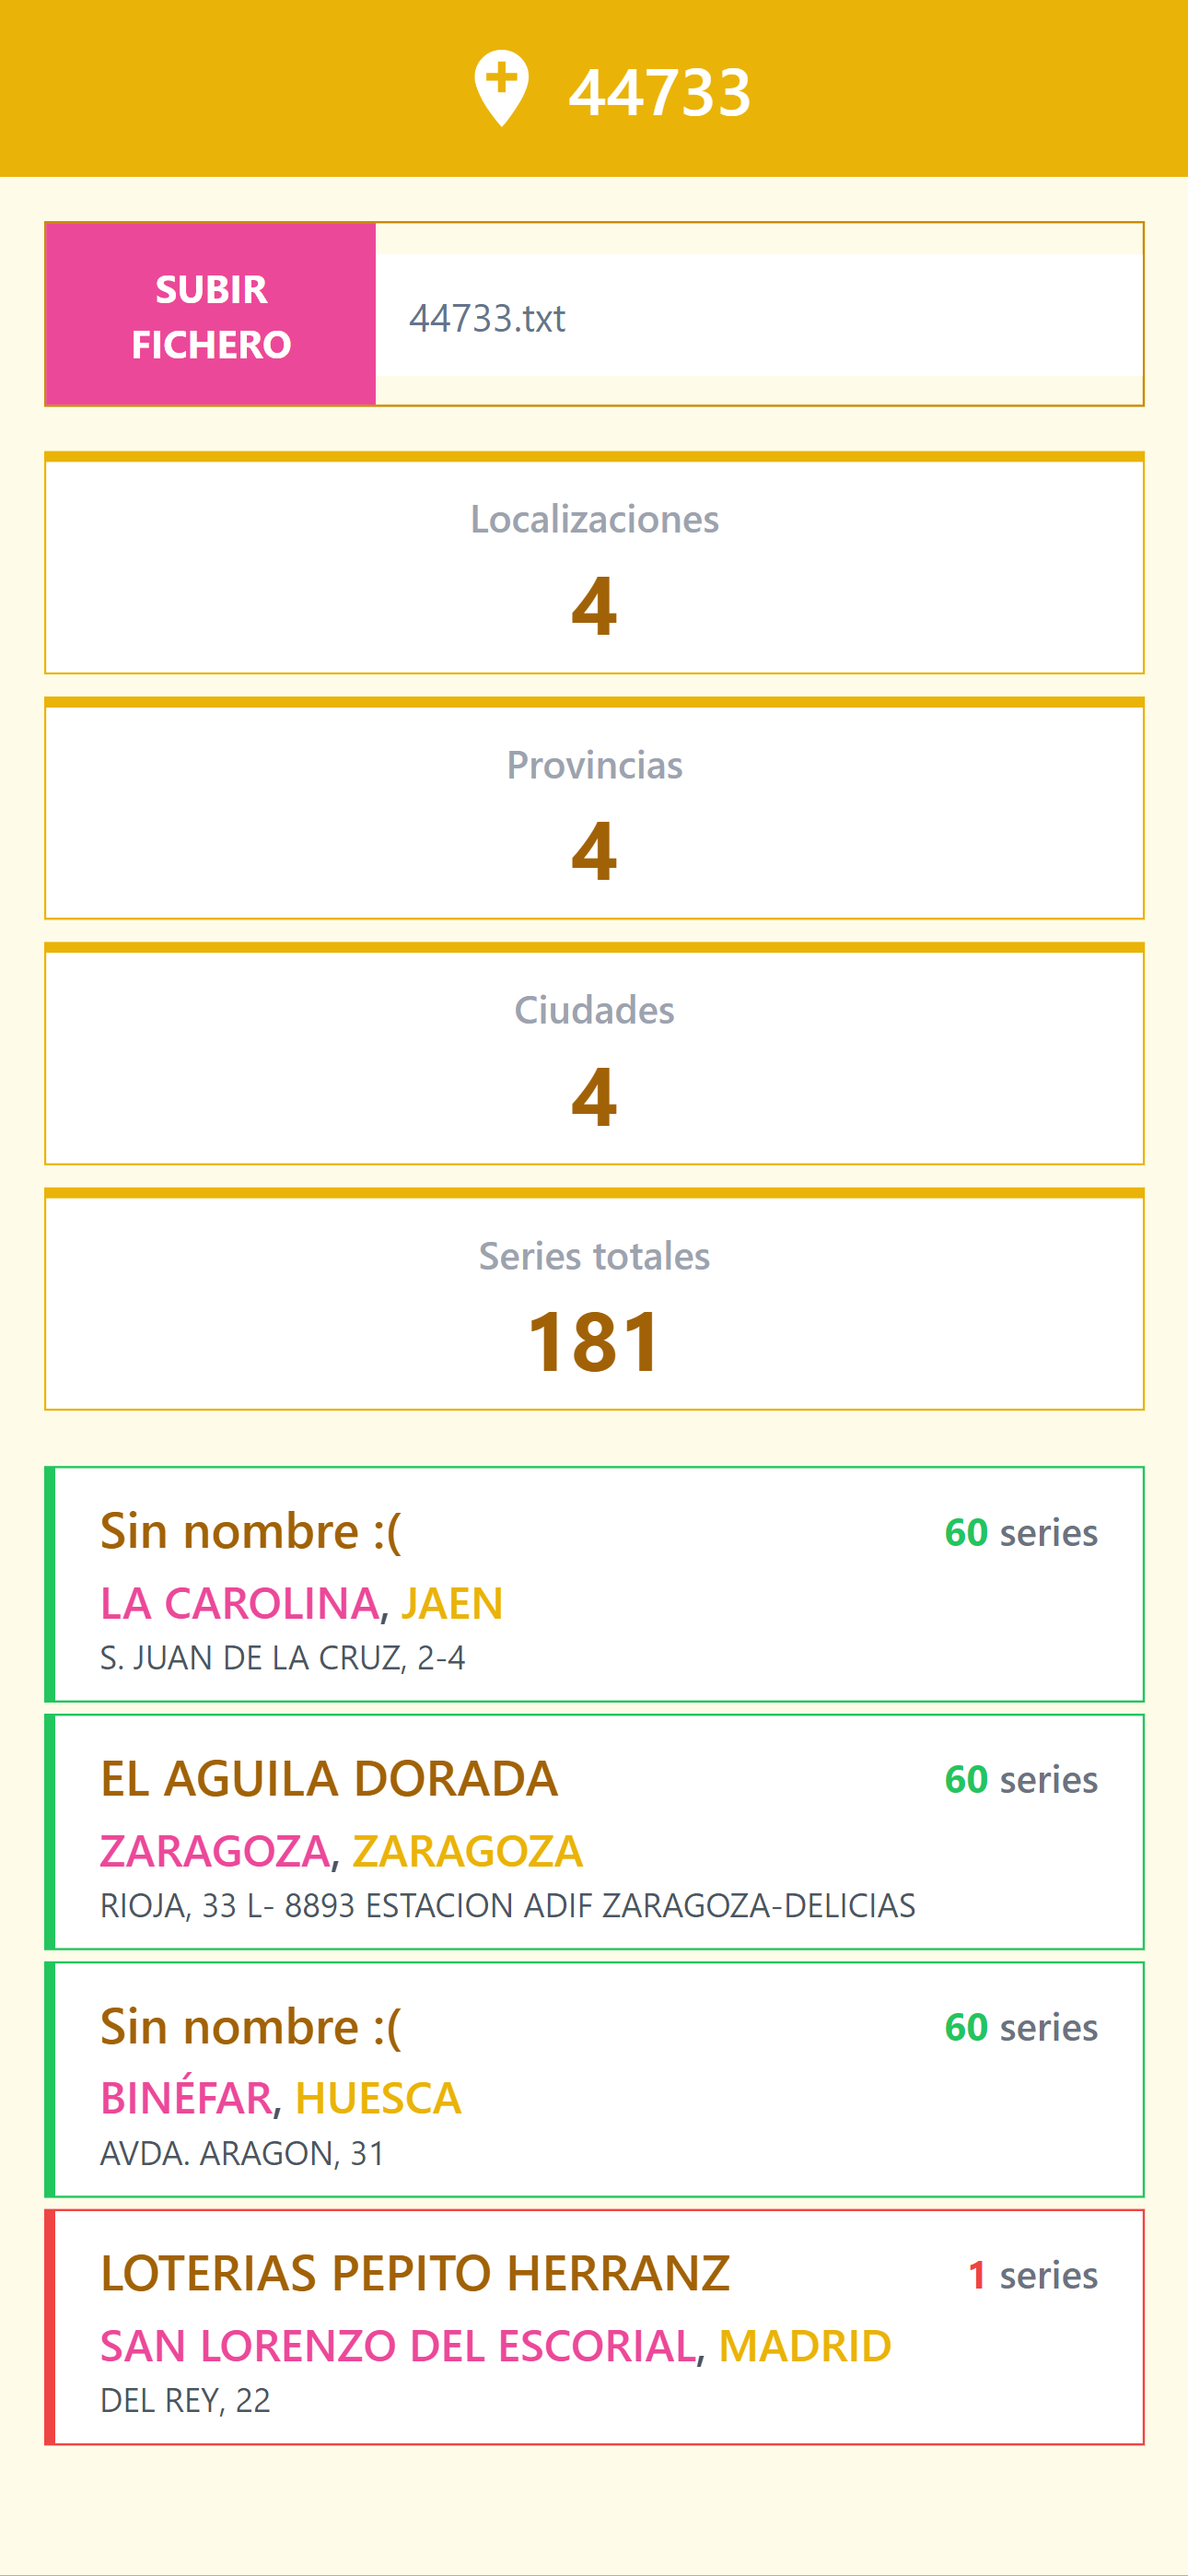 44733
SUBIR
FICHERO
44733.txt
Localizaciones
4
Provincias
4
Ciudades
4
Series totales
181
Sin nombre :(
60 series
LA CAROLINA, JAEN
S. JUAN DE LA CRUZ, 2-4
EL AGUILA DORADA
60 series
ZARAGOZA, ZARAGOZA
RIOJA, 33 L- 8893 ESTACION ADIF ZARAGOZA-DELICIAS
Sin nombre :(
60 series
BINÉFAR, HUESCA
AVDA. ARAGON, 31
LOTERIAS PEPITO HERRANZ
1 series
SAN LORENZO DEL ESCORIAL, MADRID
DEL REY, 22